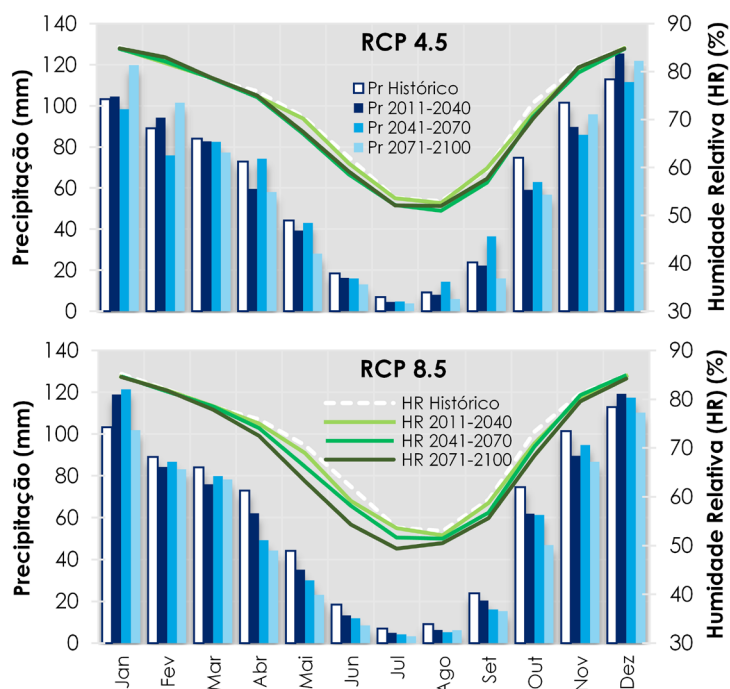 140
120
100
80
60
40
20
0
Precipitação (mm)
RCP 4.5
Pr Histórico
Pr 2011-2040
Pr 2041-2070
Pr 2071-2100
90
80
70
60
50
40
30
Humidade Relativa (HR) (%)
140
120
100
80
60
40
20
0
Precipitação (mm)
RCP 8.5
HR Histórico
HR 2011-2040
HR 2041-2070
HR 2071-2100
90
80
70
60
50
40
30
Humidade Relativa (HR) (%)
Jan
Fev
Mar
Abr
Mai
Jun
Jul
Ago
Set
Out
Nov
Dez